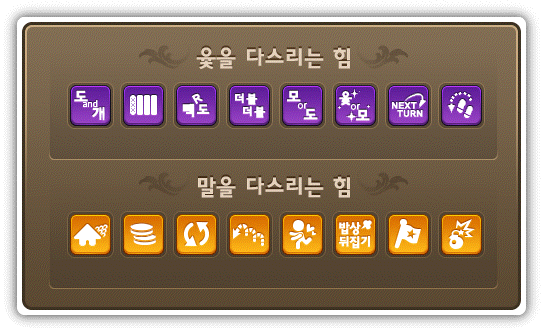 윷을 다스리는 힘
도 and 개
R 빽도
더블 더블
모 or 도
윷 or 모
NEXT TURN
말을 다스리는 힘
밥상 뒤집기